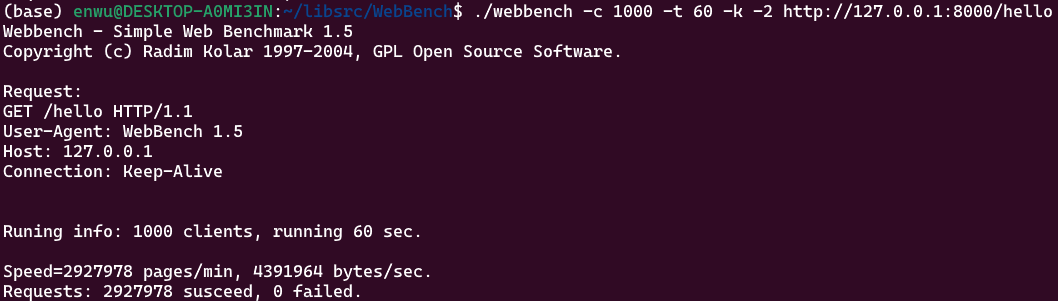 (base) enwu@DESKTOP-A0MI3IN:~/libsrc/WebBench$ ./webbench -c 1000 -t 60 -k -2 http://127.0.0.1:8000/hello
Webbench - Simple Web Benchmark 1.5
Copyright (c) Radim Kolar 1997-2004, GPL Open Source Software.
Request:
GET /hello HTTP/1.1
User-Agent: WebBench 1.5
Host: 127.0.0.1
Connection: Keep-Alive
Runing info: 1000 clients, running 60 sec.
Speed=2927978 pages/min, 4391964 bytes/sec.
Requests: 2927978 susceed, 0 failed.